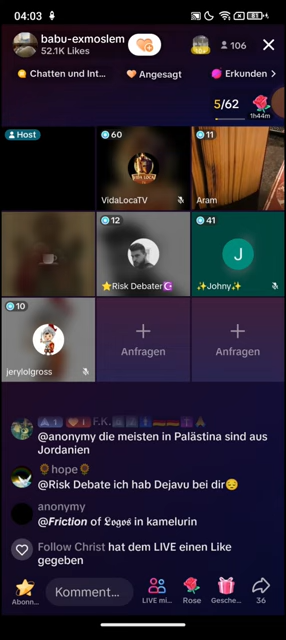 04:03
81
babu-exmoslem
52.1K Likes
106
Chatten und Int...
Angesagt
Erkunden
5/62
1h44m
Host
60
11
VidaLocaTV
Aram
12
41
J
⭐Risk Debater☪
✨Johny✨
10
jerylolgross
Anfragen
Anfragen
F.K.
@anonymy die meisten in Palästina sind aus
Jordanien
🌻hope🌻
@Risk Debate ich hab Dejavu bei dir😔
anonymy
@𝙁𝙧𝙞𝙘𝙩𝙞𝙤𝙣 of 𝕷𝖔𝖌𝖔𝖘 in kamelurin
Follow Christ hat dem LIVE einen Like
gegeben
Abonn...
Komment...
LIVE mi...
Rose
Gesche...
36